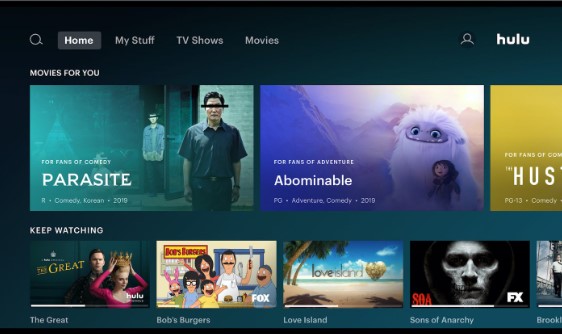 Home
My Stuff
TV Shows
Movies
hulu
MOVIES FOR YOU
FOR FANS OF COMEDY
PARASITE
R • Comedy, Korean • 2019
FOR FANS OF ADVENTURE
Abominable
PG • Adventure, Comedy • 2019
FOR FANS OF COM
THE HUS
PG-13 • Comedy •
KEEP WATCHING
THE GREAT
hulu
The Great
BOB'S BURGERS
FOX
Bob's Burgers
love island
Love Island
SOA
FX
Sons of Anarchy
Brookl